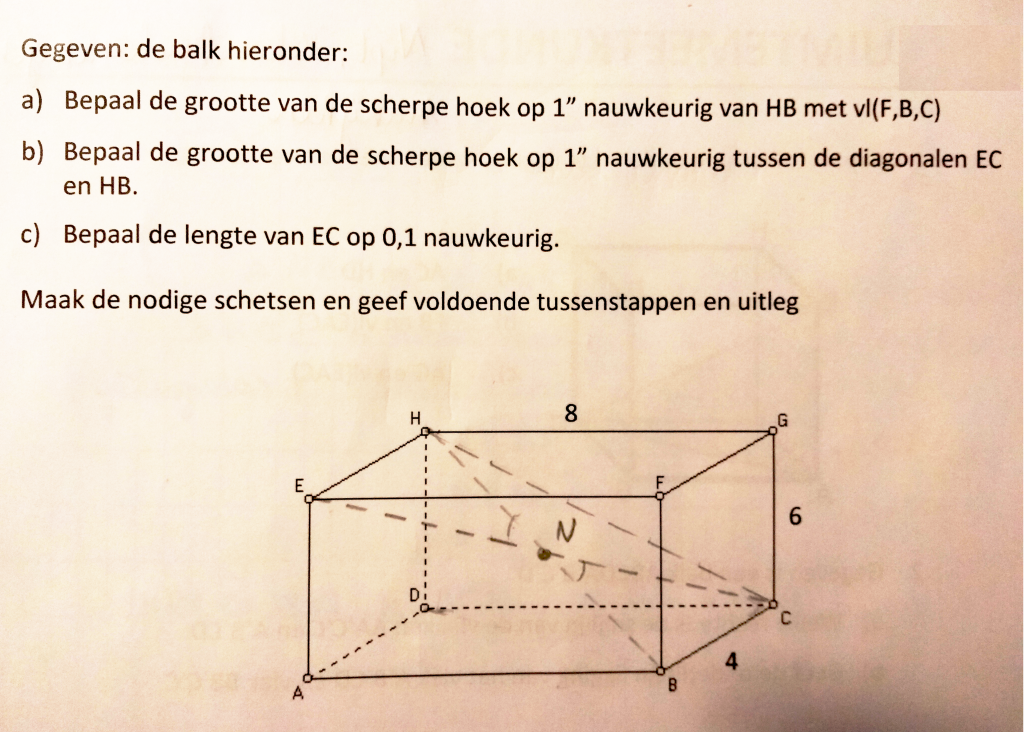 Gegeven: de balk hieronder:
a) Bepaal de grootte van de scherpe hoek op 1” nauwkeurig van HB met vl(F,B,C)
b) Bepaal de grootte van de scherpe hoek op 1” nauwkeurig tussen de diagonalen EC
en HB.
c) Bepaal de lengte van EC op 0,1 nauwkeurig.
Maak de nodige schetsen en geef voldoende tussenstappen en uitleg
H 8 G
E F
6
N
D C
4
A B